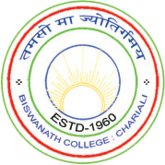 तमसो मा ज्योतिर्गमय
ESTD-1960
* BISWANATH COLLEGE : CHARIALI *